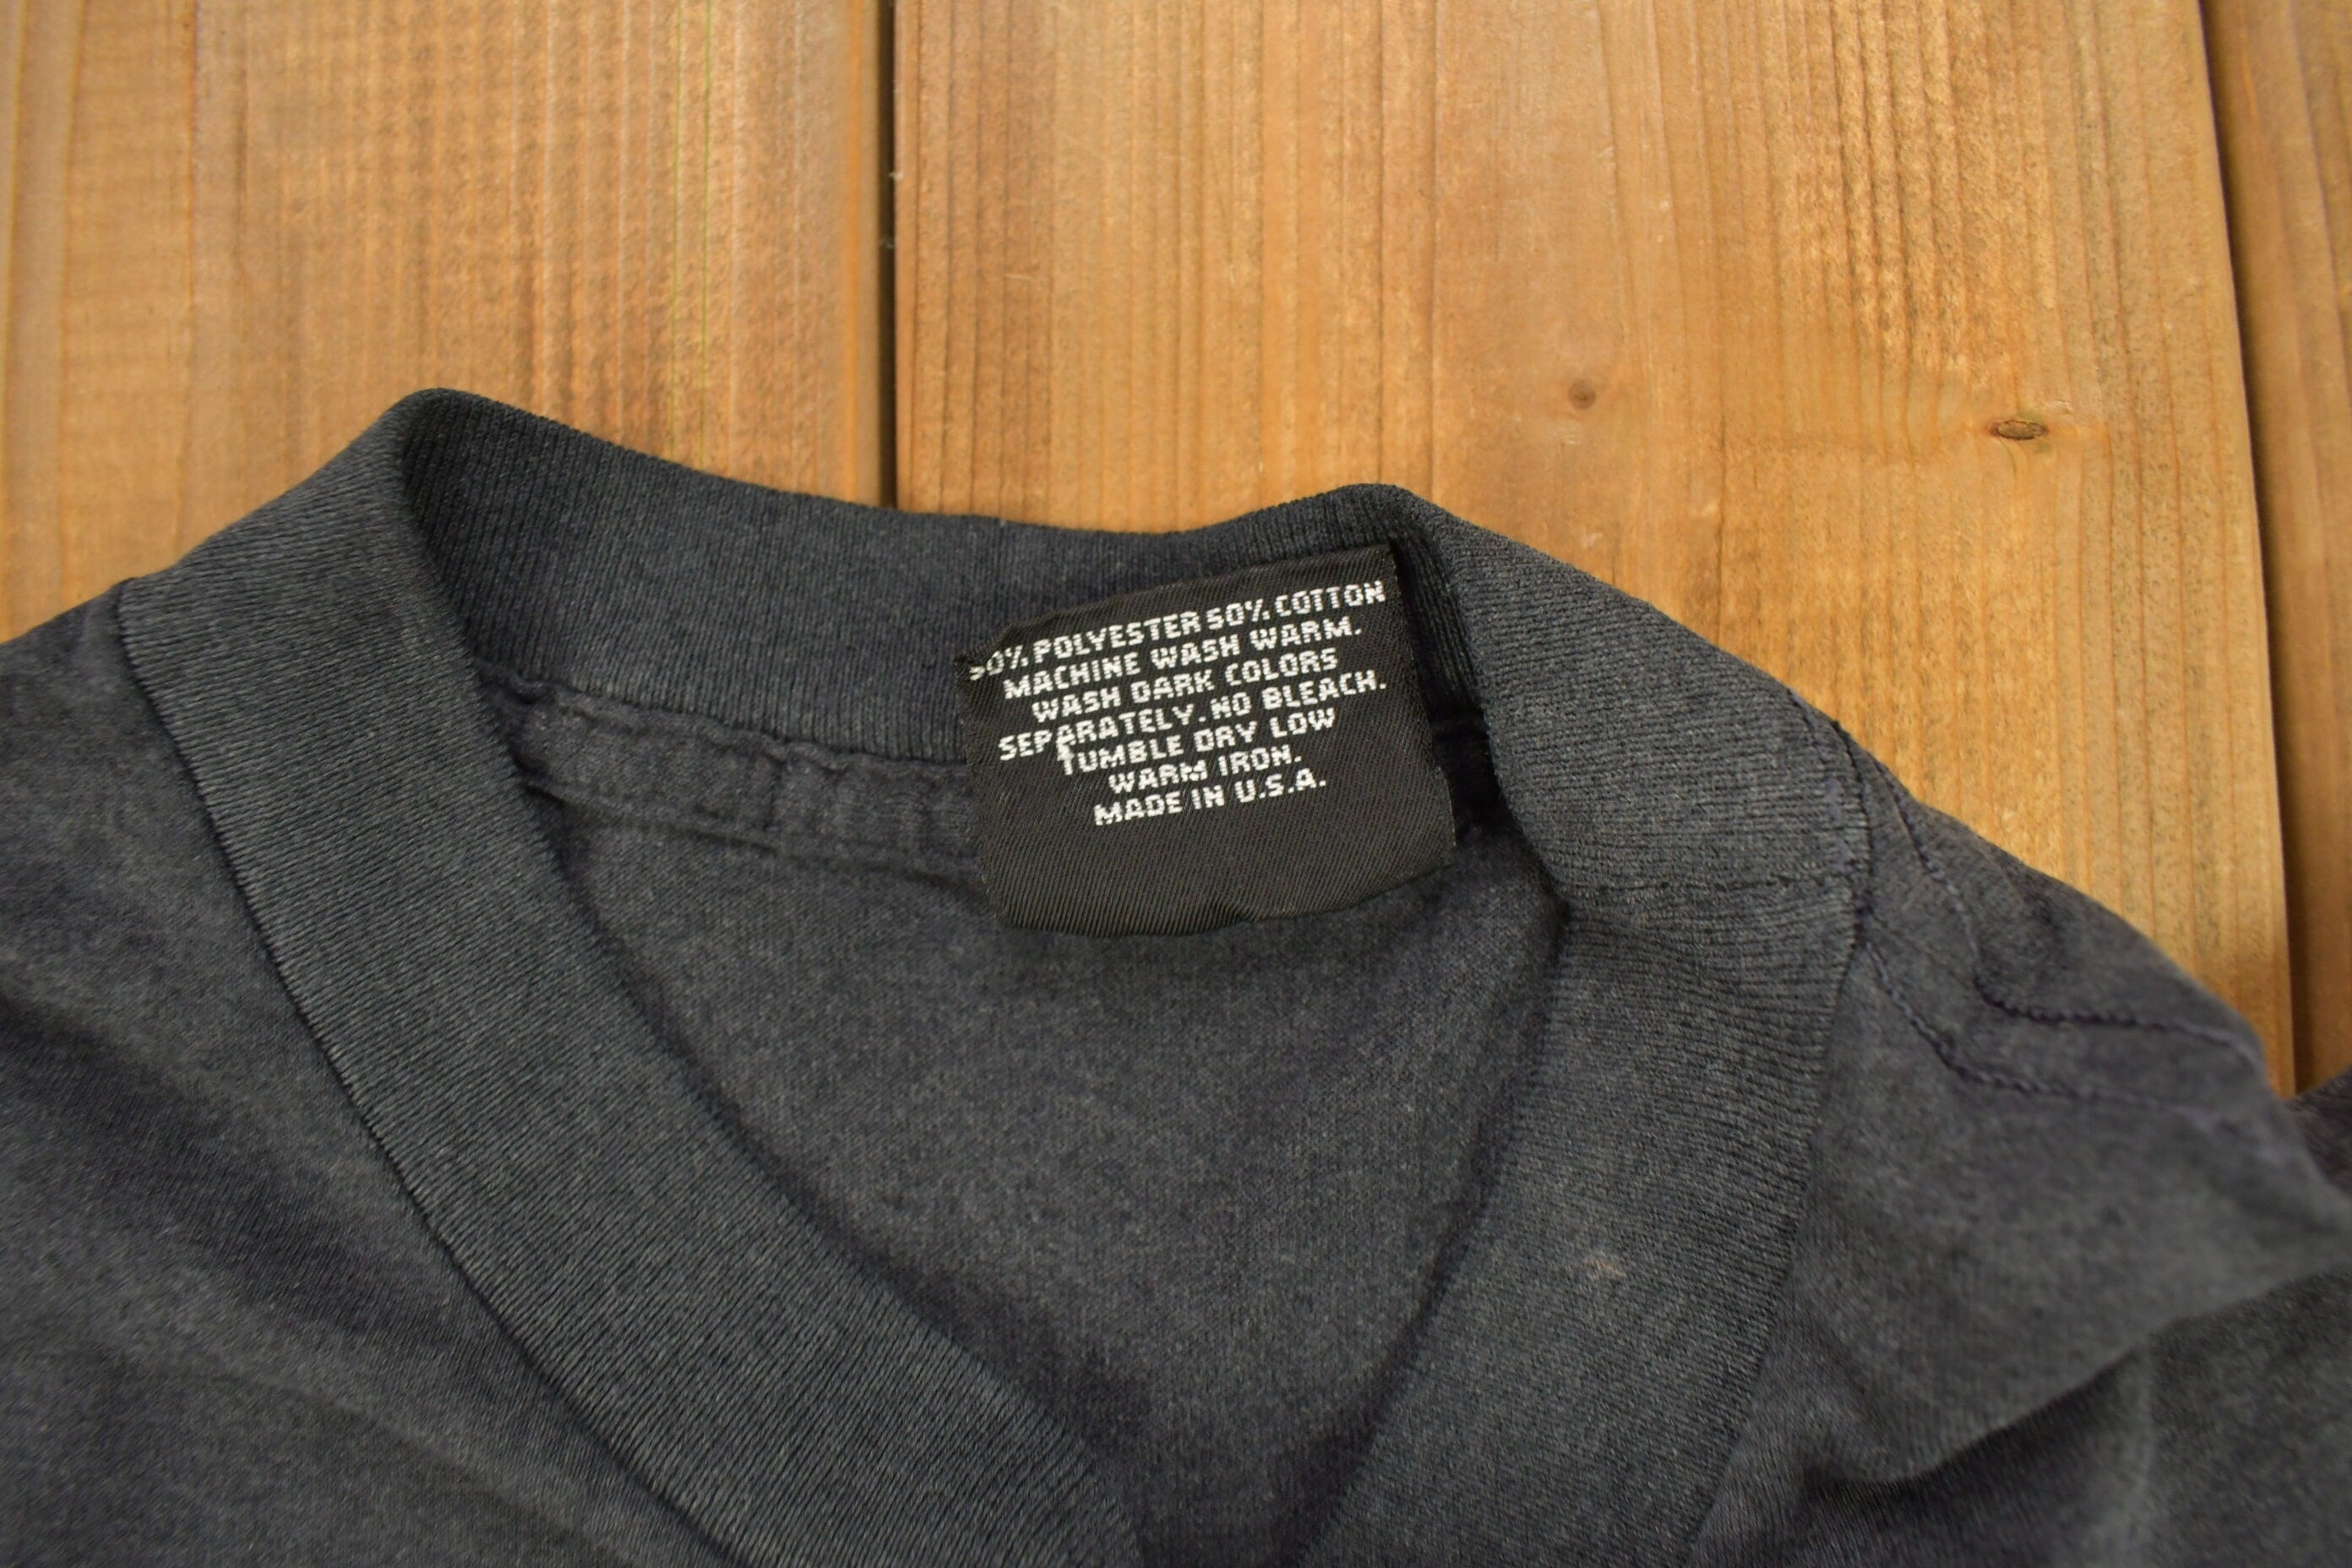 50% POLYESTER 50% COTTON
MACHINE WASH WARM.
WASH DARK COLORS
SEPARATELY. NO BLEACH.
TUMBLE DRY LOW
WARM IRON.
MADE IN U.S.A.